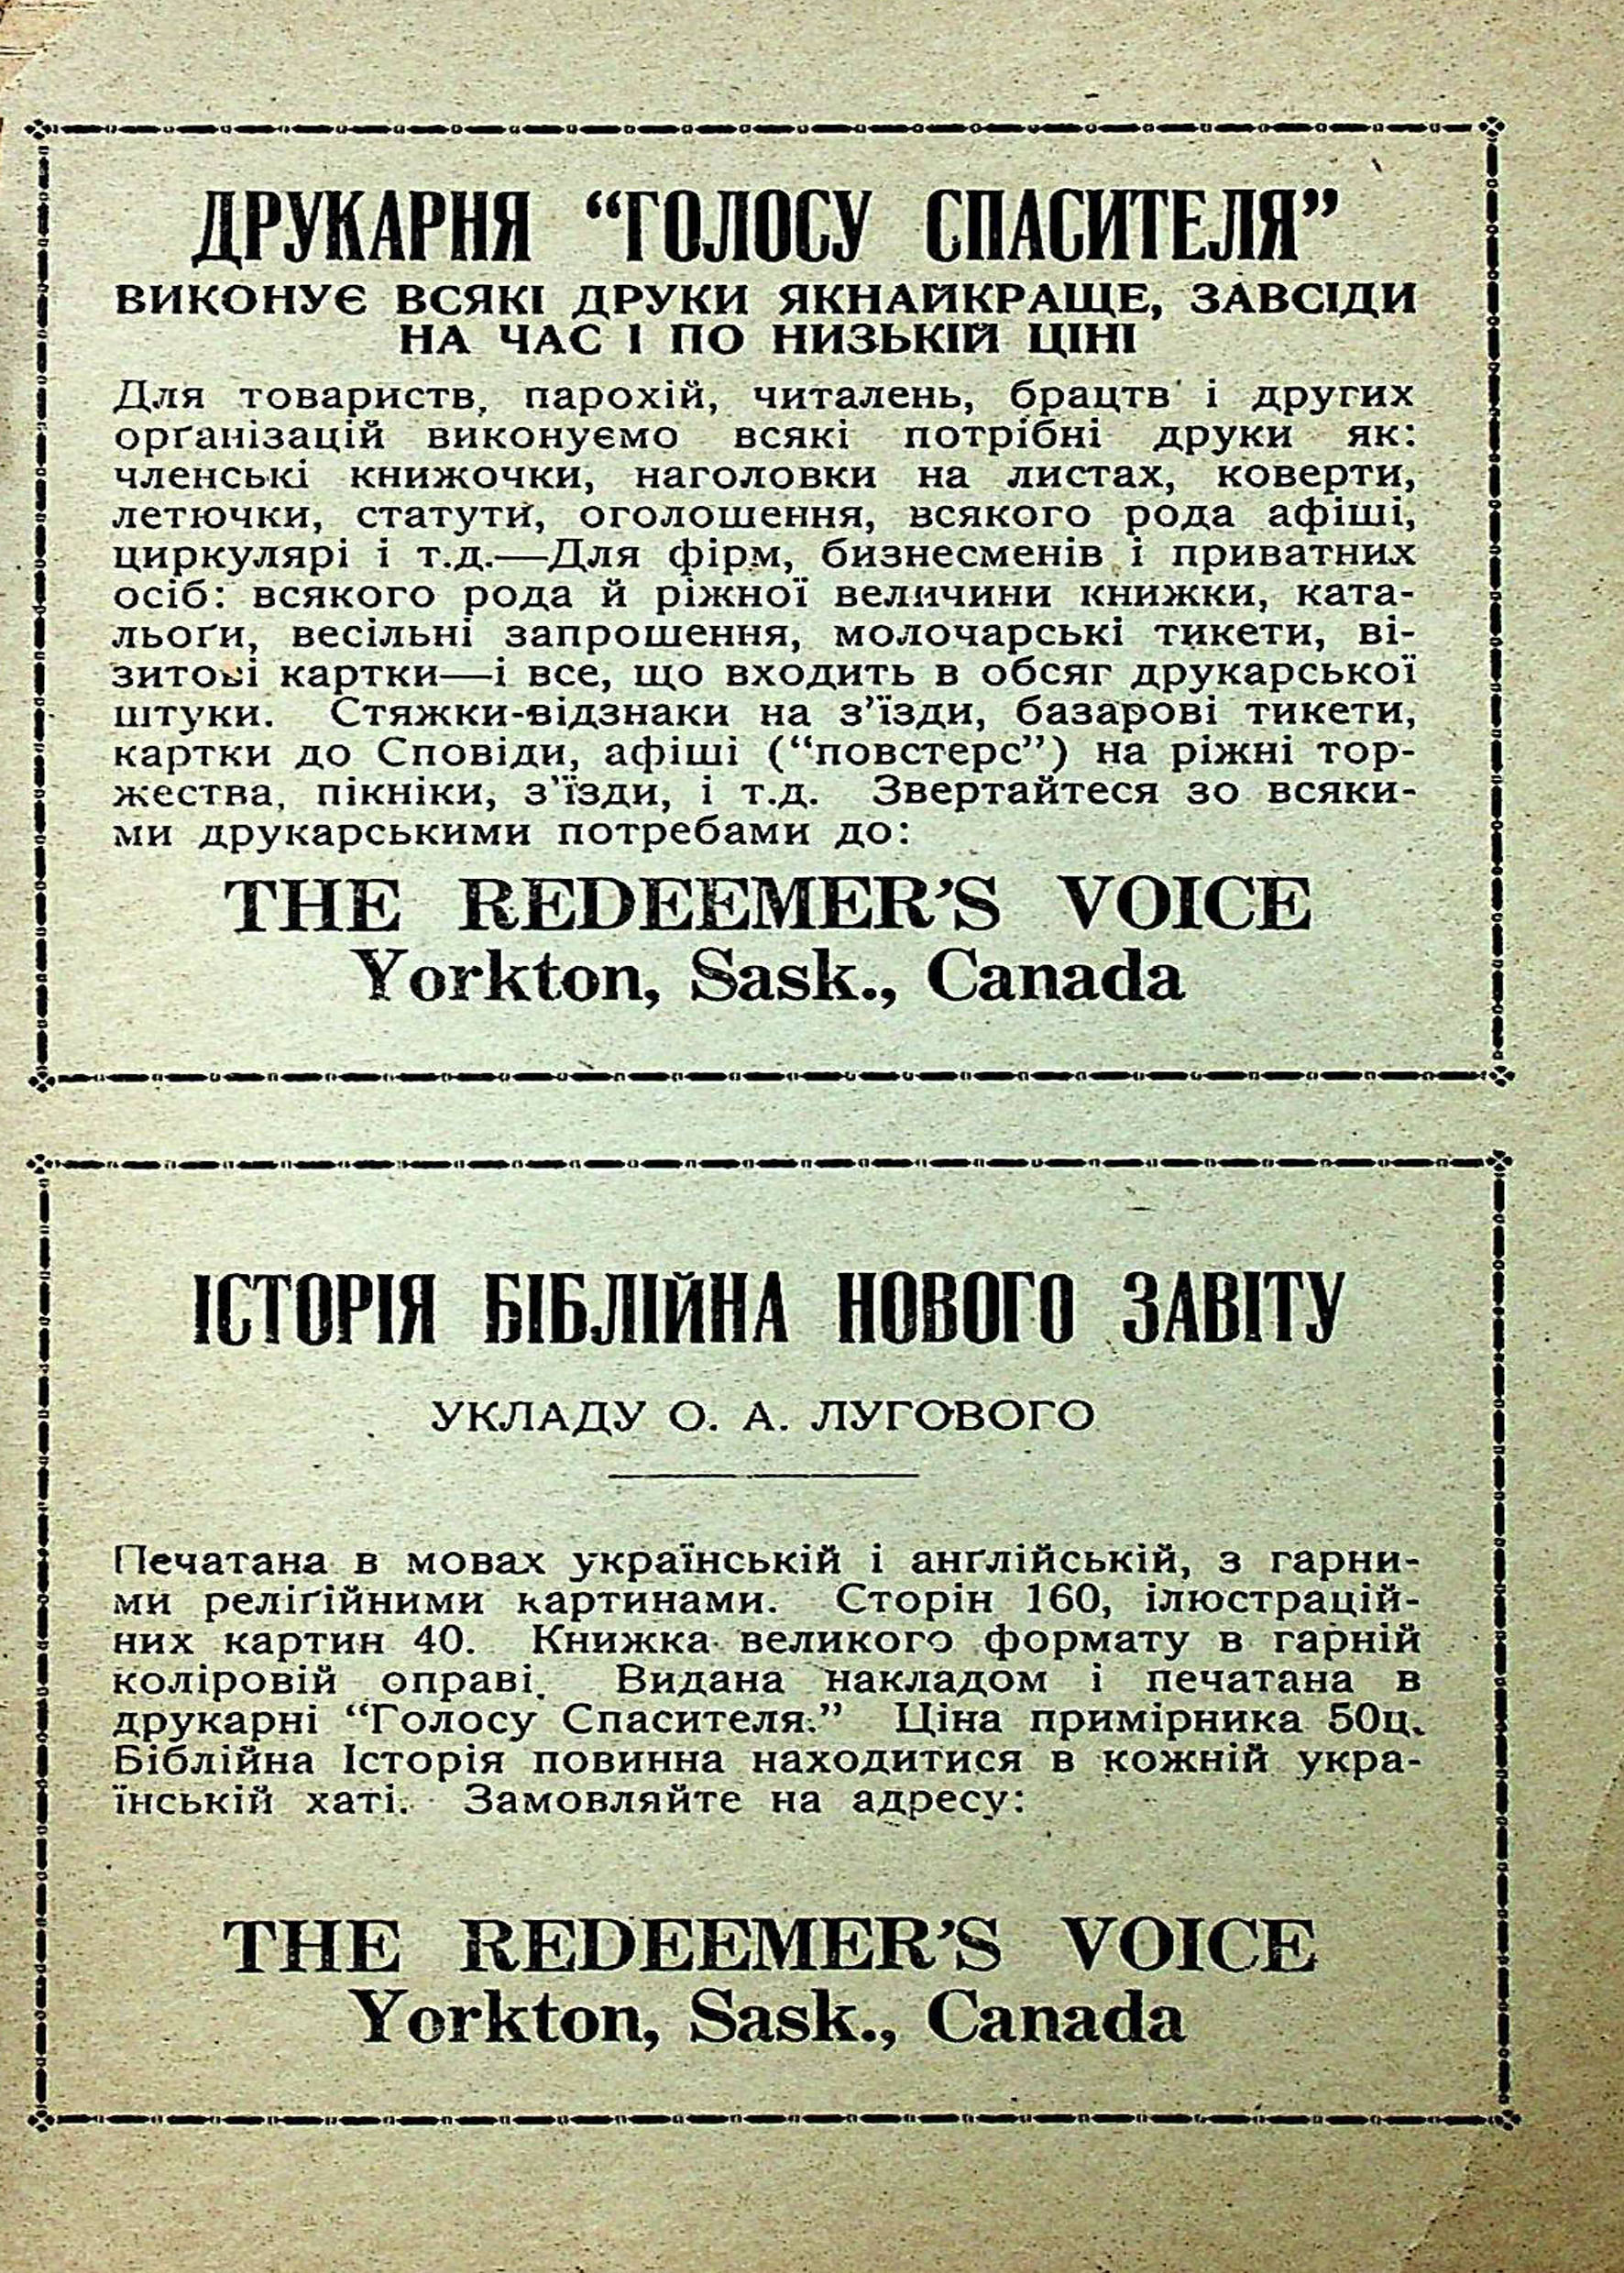 ДРУКАРНЯ “ГОЛОСУ СПАСИТЕЛЯ”
ВИКОНУЄ ВСЯКІ ДРУКИ ЯКНАЙКРАЩЕ, ЗАВСІДИ
НА ЧАС І ПО НИЗЬКІЙ ЦІНІ
Для товариств, парохій, читалень, брацтв і других
орґанізацій виконуємо всякі потрібні друки як:
членські книжочки, наголовки на листах, коверти,
летючки, статути, оголошення, всякого рода афіші,
циркулярі і т.д.—Для фірм, бизнесменів і приватних
осіб: всякого рода й ріжної величини книжки, ката-
льоґи, весільні запрошення, молочарські тикети, ві-
зитові картки—і все, що входить в обсяг друкарської
штуки. Стяжки-відзнаки на з’їзди, базарові тикети,
картки до Сповіди, афіші (“повстерс”) на ріжні тор-
жества, пікніки, з’їзди, і т.д. Звертайтеся зо всяки-
ми друкарськими потребами до:
THE REDEEMER’S VOICE
Yorkton, Sask., Canada
ІСТОРІЯ БІБЛІЙНА НОВОГО ЗАВІТУ
УКЛАДУ О. А. ЛУГОВОГО
Печатана в мовах українській і анґлійській, з гарни-
ми реліґійними картинами. Сторін 160, ілюстрацій-
них картин 40. Книжка великого формату в гарній
коліровій оправі. Видана накладом і печатана в
друкарні “Голосу Спасителя.” Ціна примірника 50ц.
Біблійна Історія повинна находитися в кожній укра-
їнській хаті. Замовляйте на адресу:
THE REDEEMER’S VOICE
Yorkton, Sask., Canada